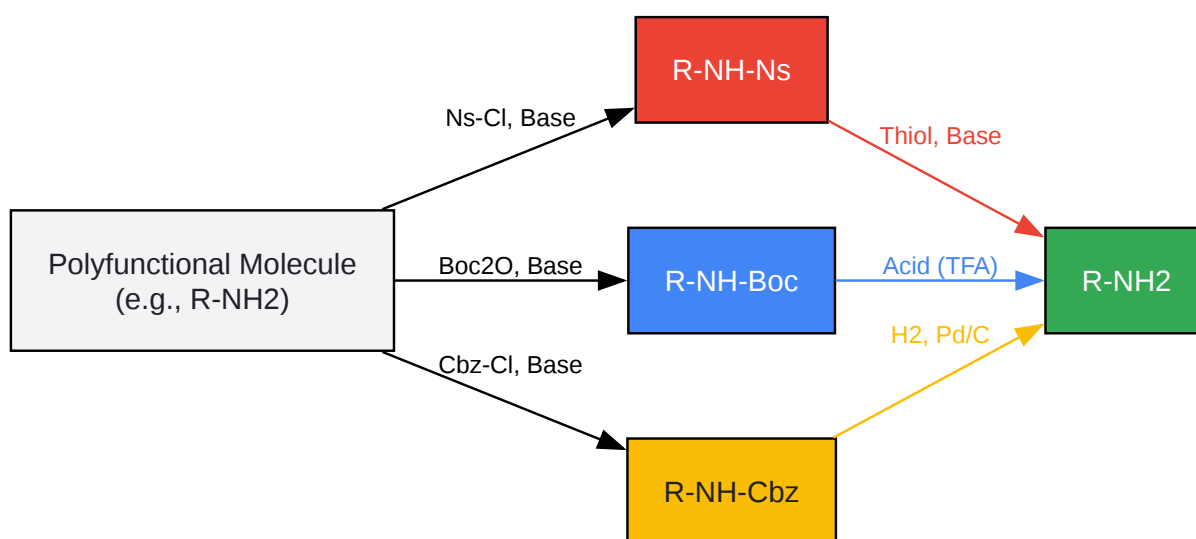 R-NH-Ns
Ns-Cl, Base
Thiol, Base
Polyfunctional Molecule
(e.g., R-NH2)
Boc2O, Base
R-NH-Boc
Acid (TFA)
R-NH2
H2, Pd/C
Cbz-Cl, Base
R-NH-Cbz